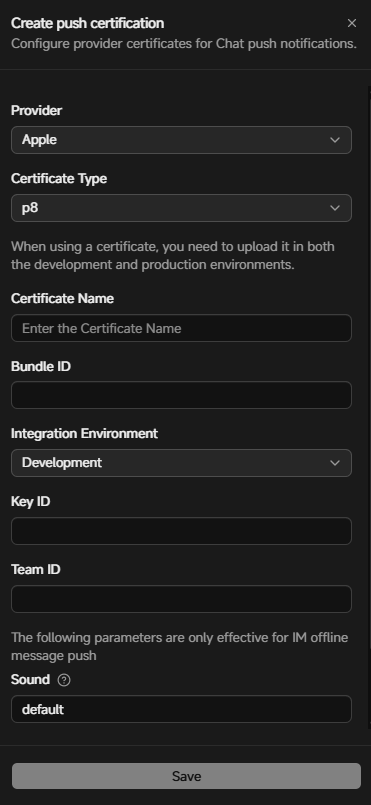 Create push certification
Configure provider certificates for Chat push notifications.
Provider
Apple
Certificate Type
p8
When using a certificate, you need to upload it in both
the development and production environments.
Certificate Name
Enter the Certificate Name
Bundle ID
Integration Environment
Development
Key ID
Team ID
The following parameters are only effective for IM offline
message push
Sound
default
Save